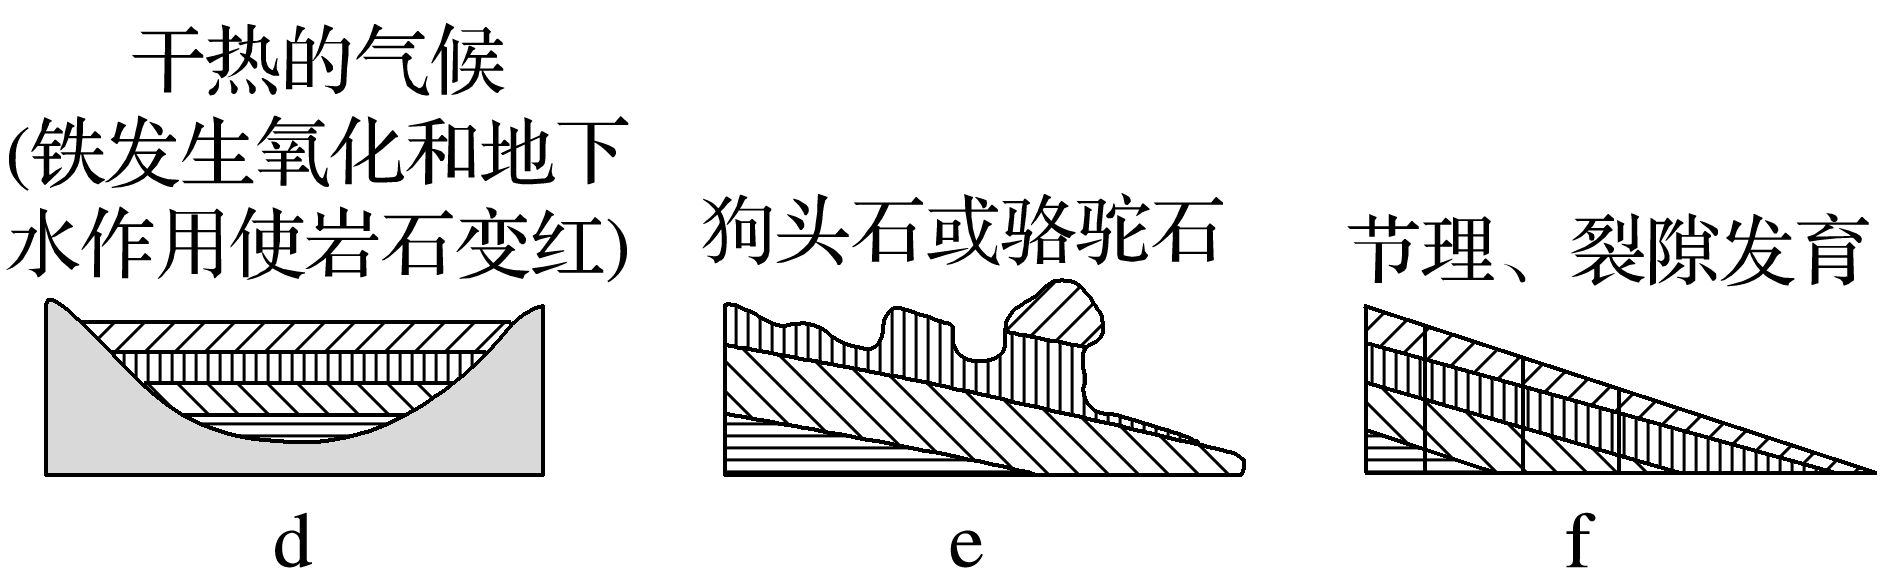 干热的气候
(铁发生氧化和地下
水作用使岩石变红)
狗头石或骆驼石
节理、裂隙发育
d
e
f